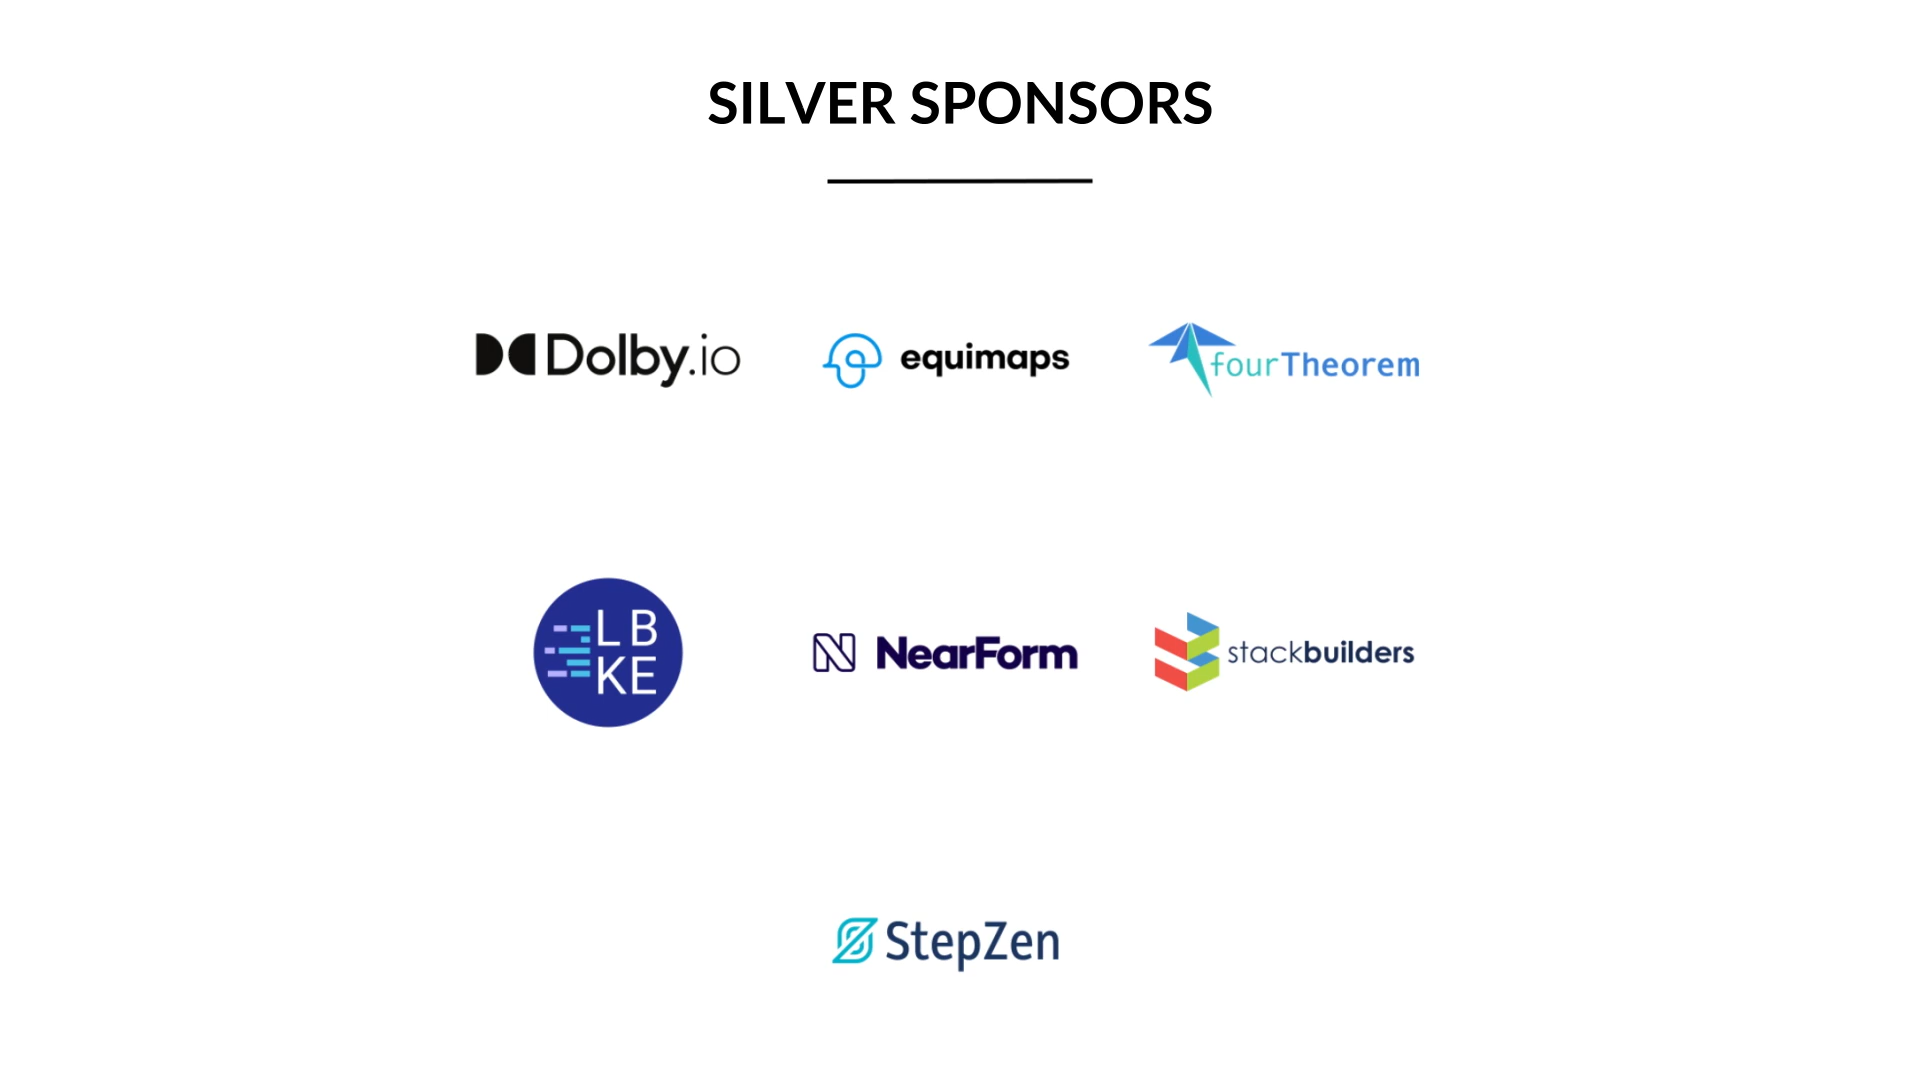 SILVER SPONSORS
Dolby.io
equimaps
fourTheorem
LB
KE
NearForm
stackbuilders
StepZen